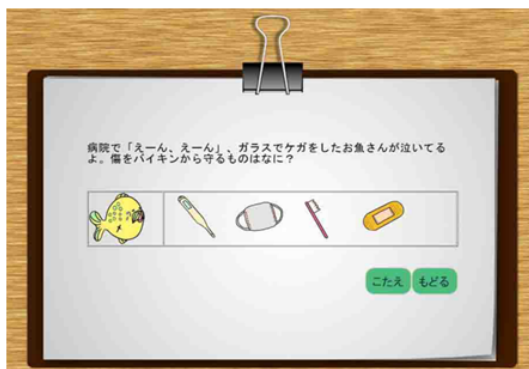 病院で「えーん、えーん」、ガラスでケガをしたお魚さんが泣いてる
よ。傷をバイキンから守るものはなに？
こたえ
もどる